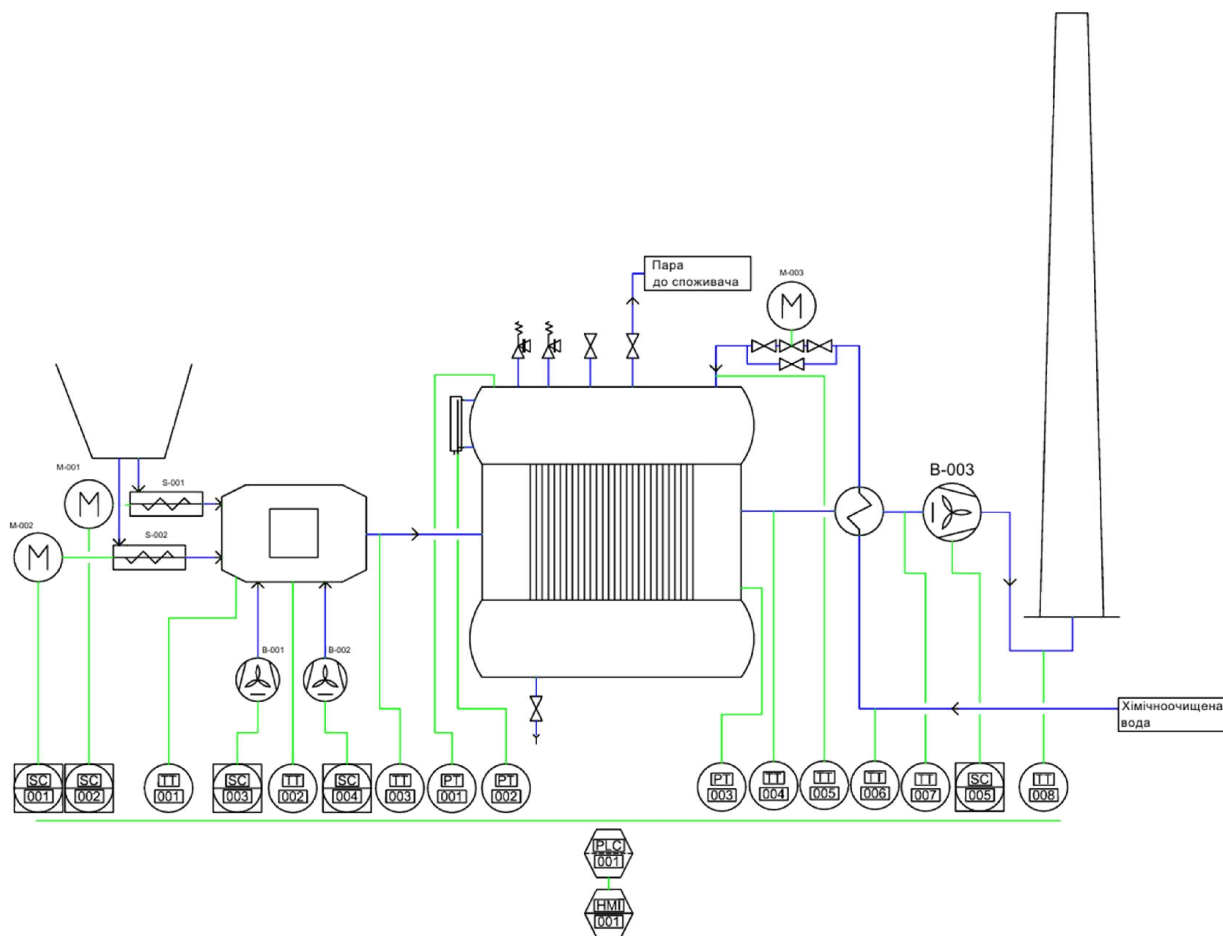 Пара
до споживача
M-003
M
B-003
M-001
M
S-001
M-002
M
S-002
B-001
B-002
Хімічноочищена
вода
SC
001
SC
002
TT
001
SC
003
TT
002
SC
004
TT
003
PT
001
PT
002
PT
003
TT
004
TT
005
TT
006
TT
007
SC
005
TT
008
PLC
001
HMI
001